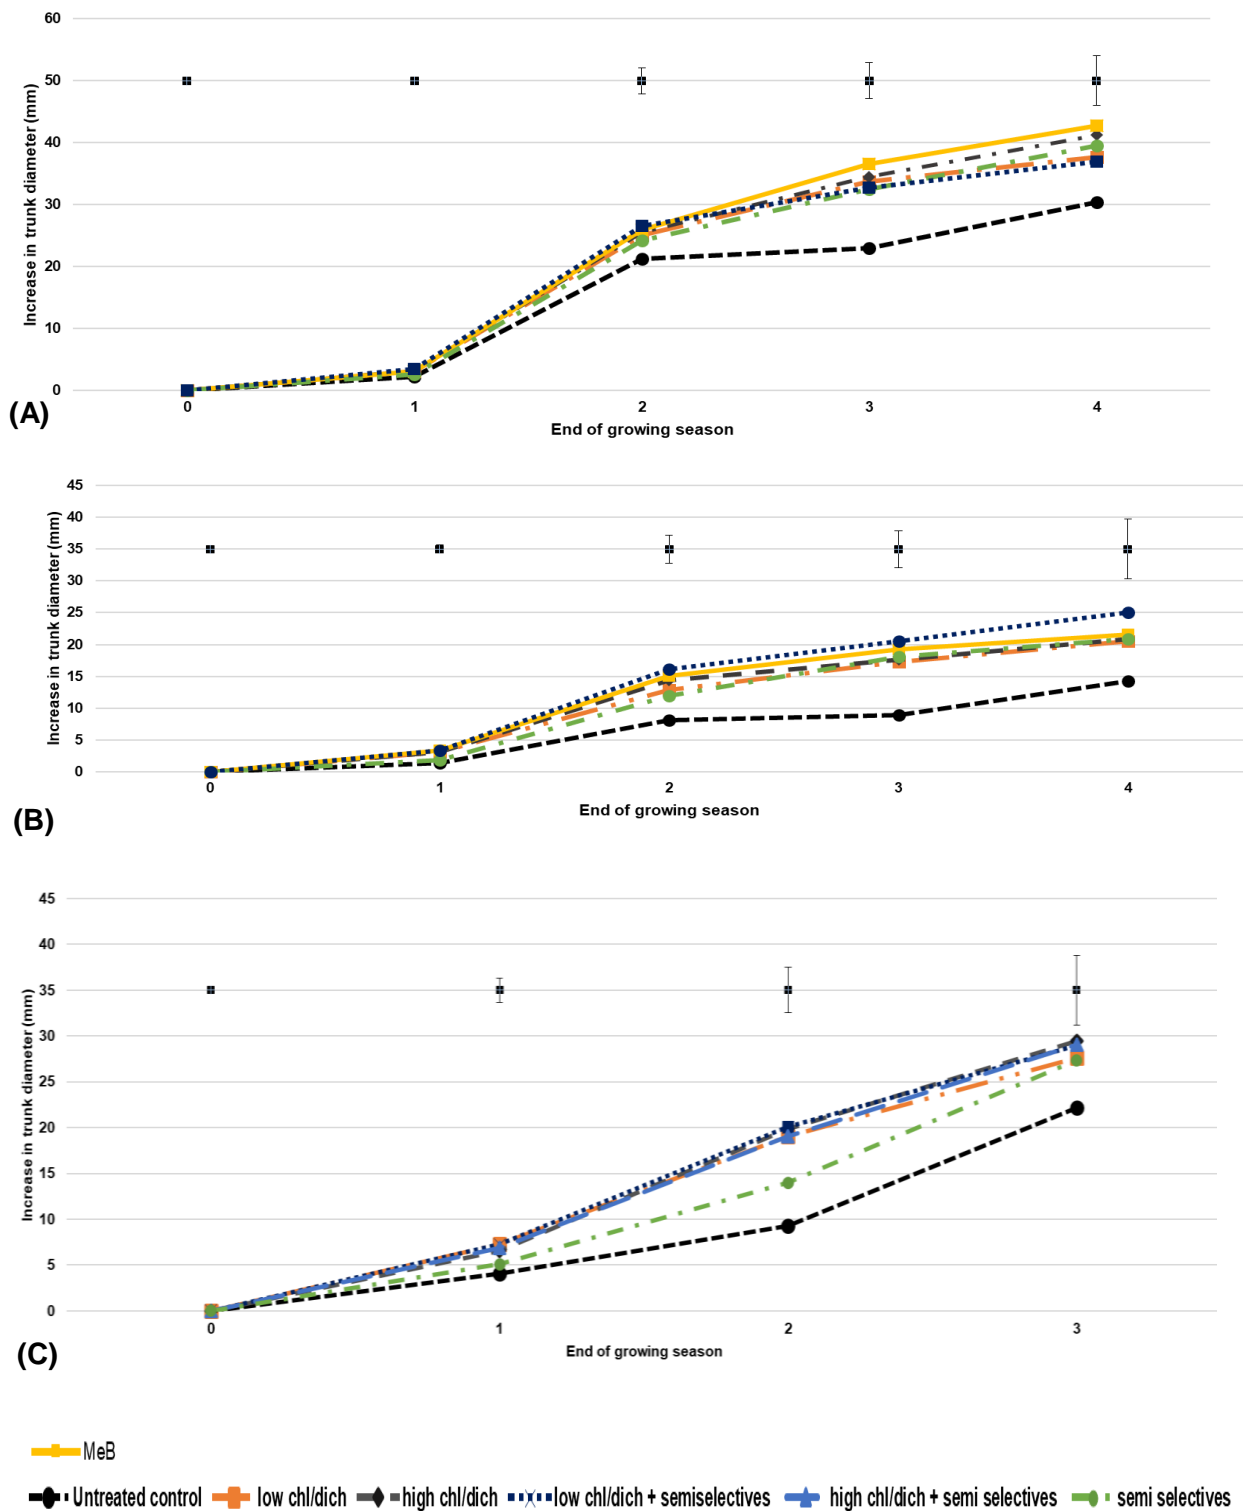 60
50
40
30
20
10
0
Increase in trunk diameter (mm)
0 1 2 3 4
(A)
End of growing season
45
40
35
30
25
20
15
10
5
0
Increase in trunk diameter (mm)
0 1 2 3 4
End of growing season
(B)
45
40
35
30
25
20
15
10
5
0
Increase in trunk diameter (mm)
0 1 2 3
(C)
End of growing season
MeB
Untreated control low chl/dich high chl/dich low chl/dich + semiselectives high chl/dich + semi selectives semi selectives